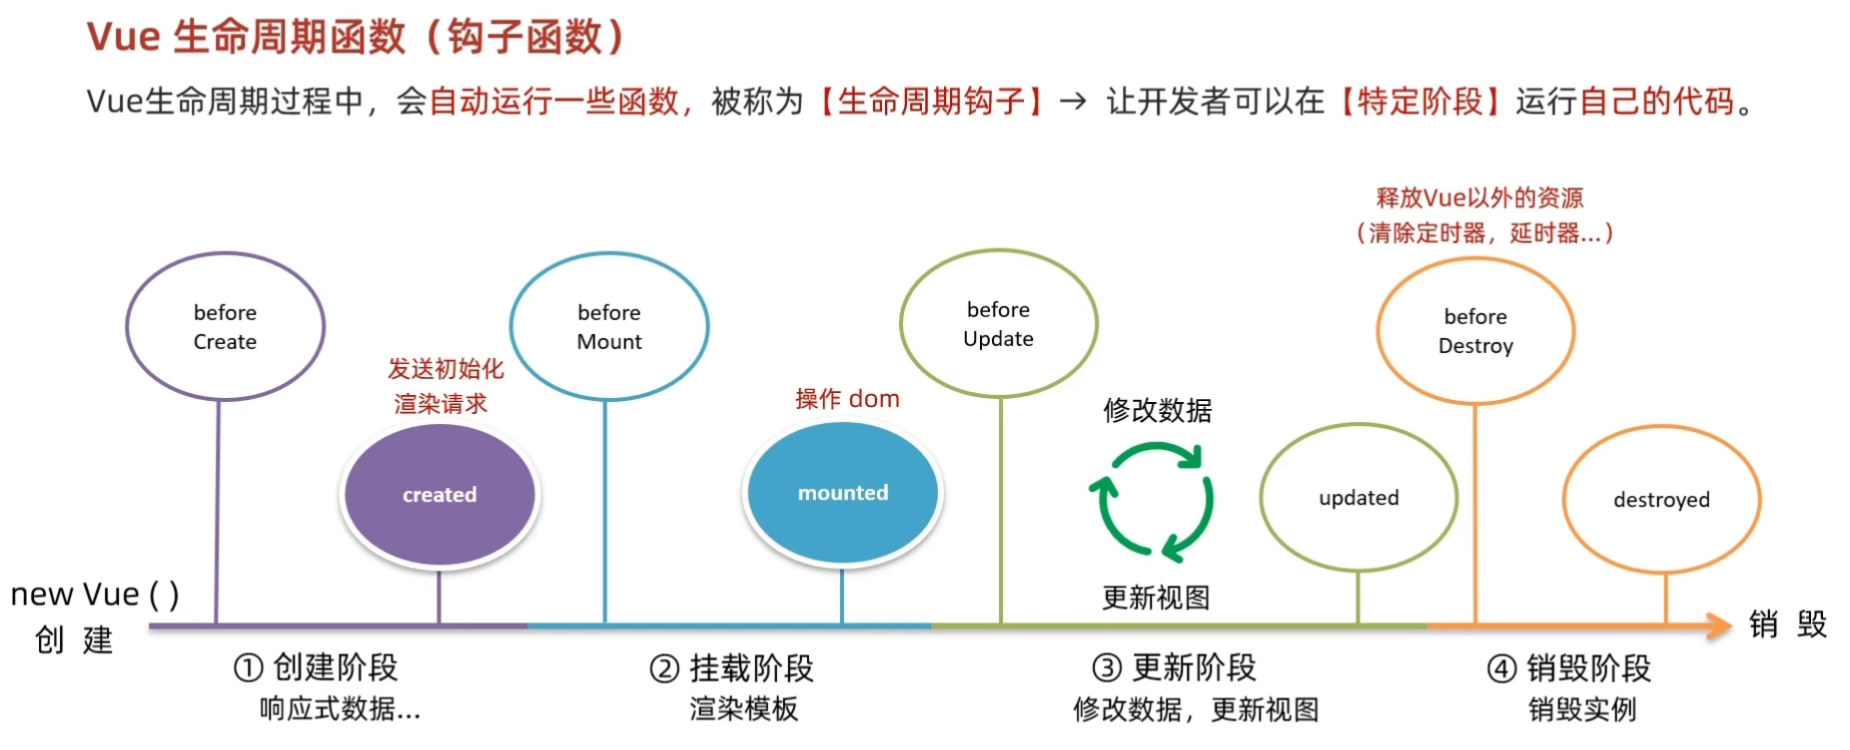 Vue 生命周期函数（钩子函数）
Vue生命周期过程中，会自动运行一些函数，被称为【生命周期钩子】→ 让开发者可以在【特定阶段】运行自己的代码。
释放Vue以外的资源
（清除定时器，延时器...）
before
Create
before
Mount
before
Update
before
Destroy
发送初始化
渲染请求
操作 dom
修改数据
created
mounted
updated
destroyed
更新视图
new Vue ( )
创 建
销 毁
① 创建阶段
响应式数据...
② 挂载阶段
渲染模板
③ 更新阶段
修改数据，更新视图
④ 销毁阶段
销毁实例